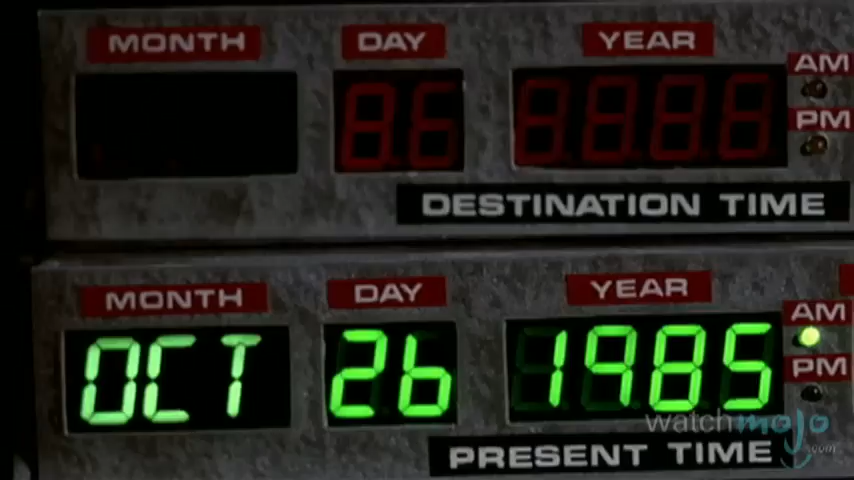 MONTH DAY YEAR
AM
PM
DESTINATION TIME
MONTH DAY YEAR
AM
OCT 26 1985
PM
watchmojo
.com
PRESENT TIME